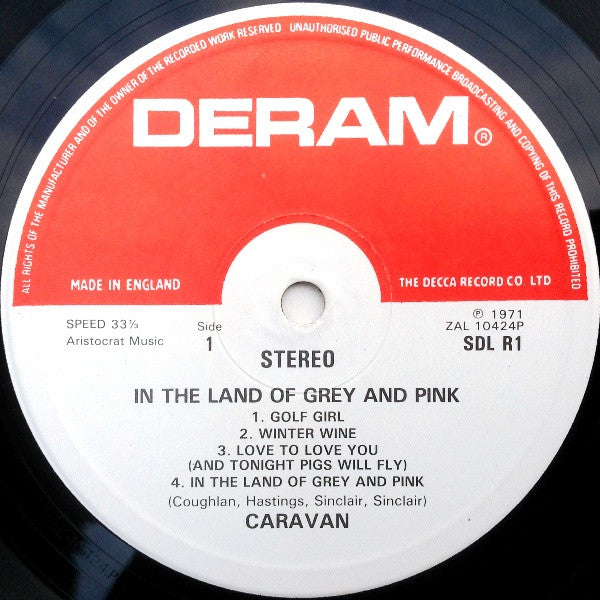 ALL RIGHTS OF THE MANUFACTURER AND OF THE OWNER OF THE RECORDED WORK RESERVED UNAUTHORISED PUBLIC PERFORMANCE BROADCASTING AND COPYING OF THIS RECORD PROHIBITED
DERAM®
MADE IN ENGLAND
THE DECCA RECORD CO. LTD
SPEED 33⅓
Aristocrat Music
Side
1
STEREO
℗ 1971
ZAL 10424P
SDL R1
IN THE LAND OF GREY AND PINK
1. GOLF GIRL
2. WINTER WINE
3. LOVE TO LOVE YOU
(AND TONIGHT PIGS WILL FLY)
4. IN THE LAND OF GREY AND PINK
(Coughlan, Hastings, Sinclair, Sinclair)
CARAVAN